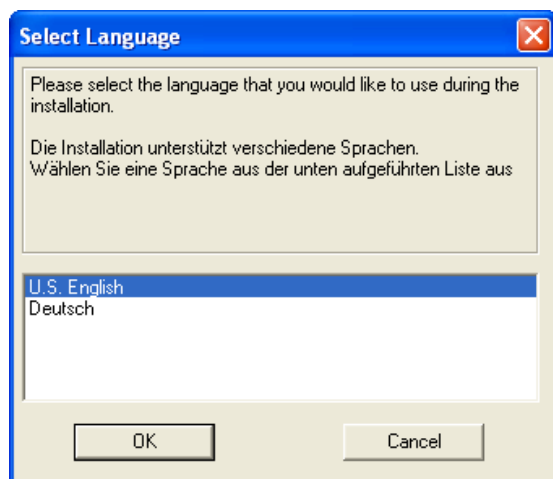 Select Language
Please select the language that you would like to use during the
installation.
Die Installation unterstützt verschiedene Sprachen.
Wählen Sie eine Sprache aus der unten aufgeführten Liste aus
U.S. English
Deutsch
OK
Cancel